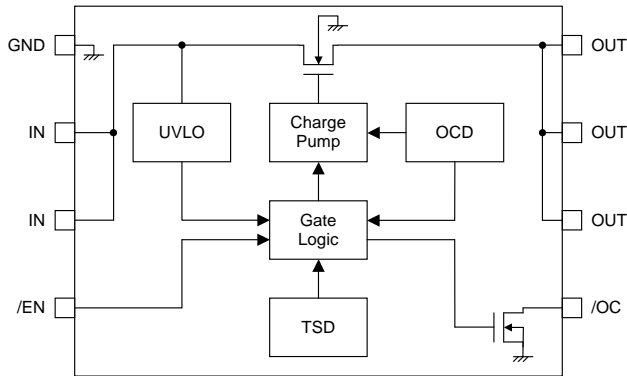 GND
OUT
IN
UVLO
Charge
Pump
OCD
OUT
IN
Gate
Logic
OUT
/EN
TSD
/OC